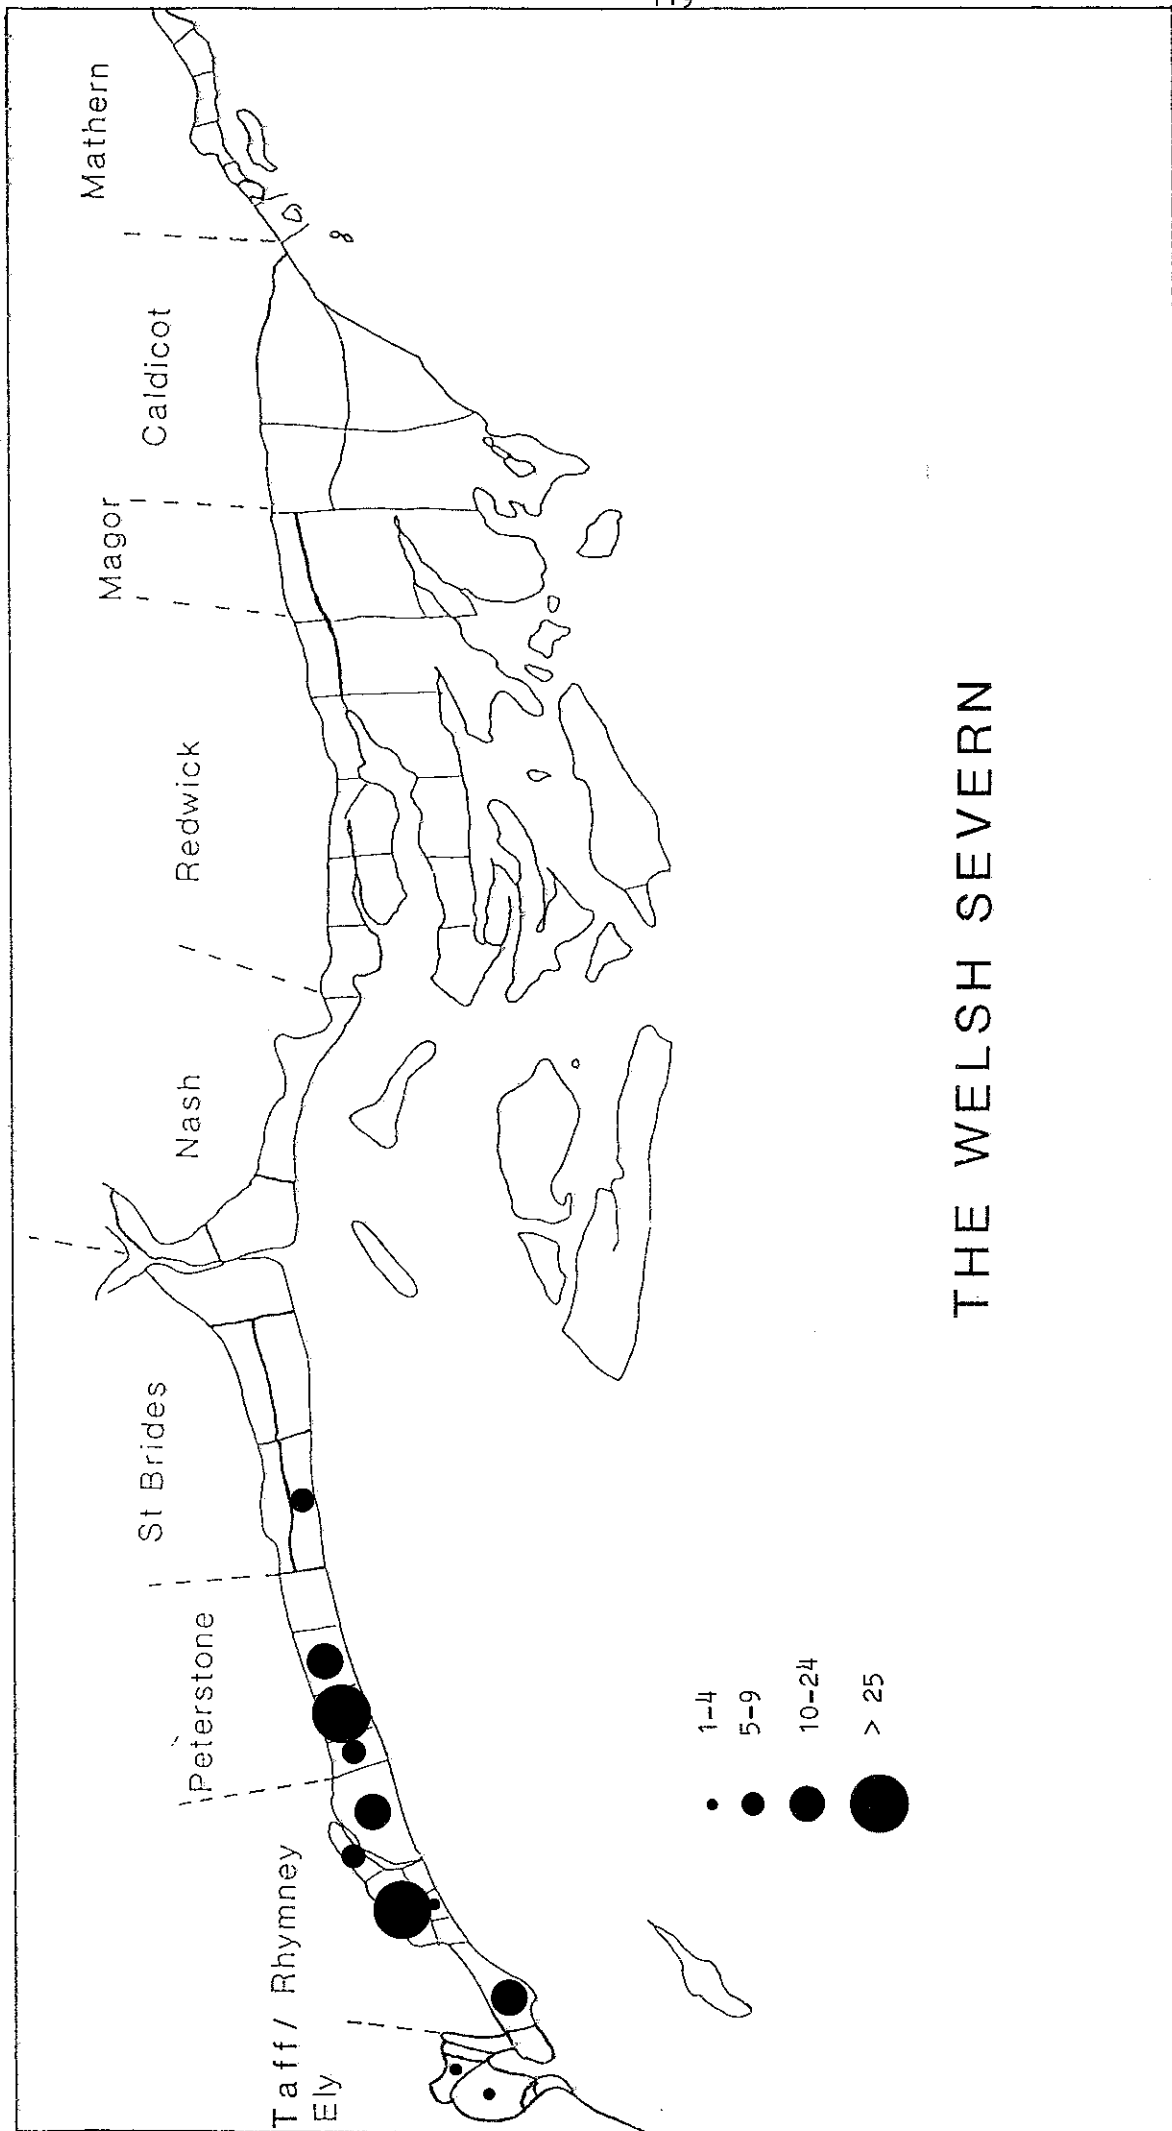 Taff / Rhymney
Ely
Peterstone
St Brides
Nash
Redwick
Magor
Caldicot
Mathern
1-4
5-9
10-24
> 25
THE WELSH SEVERN